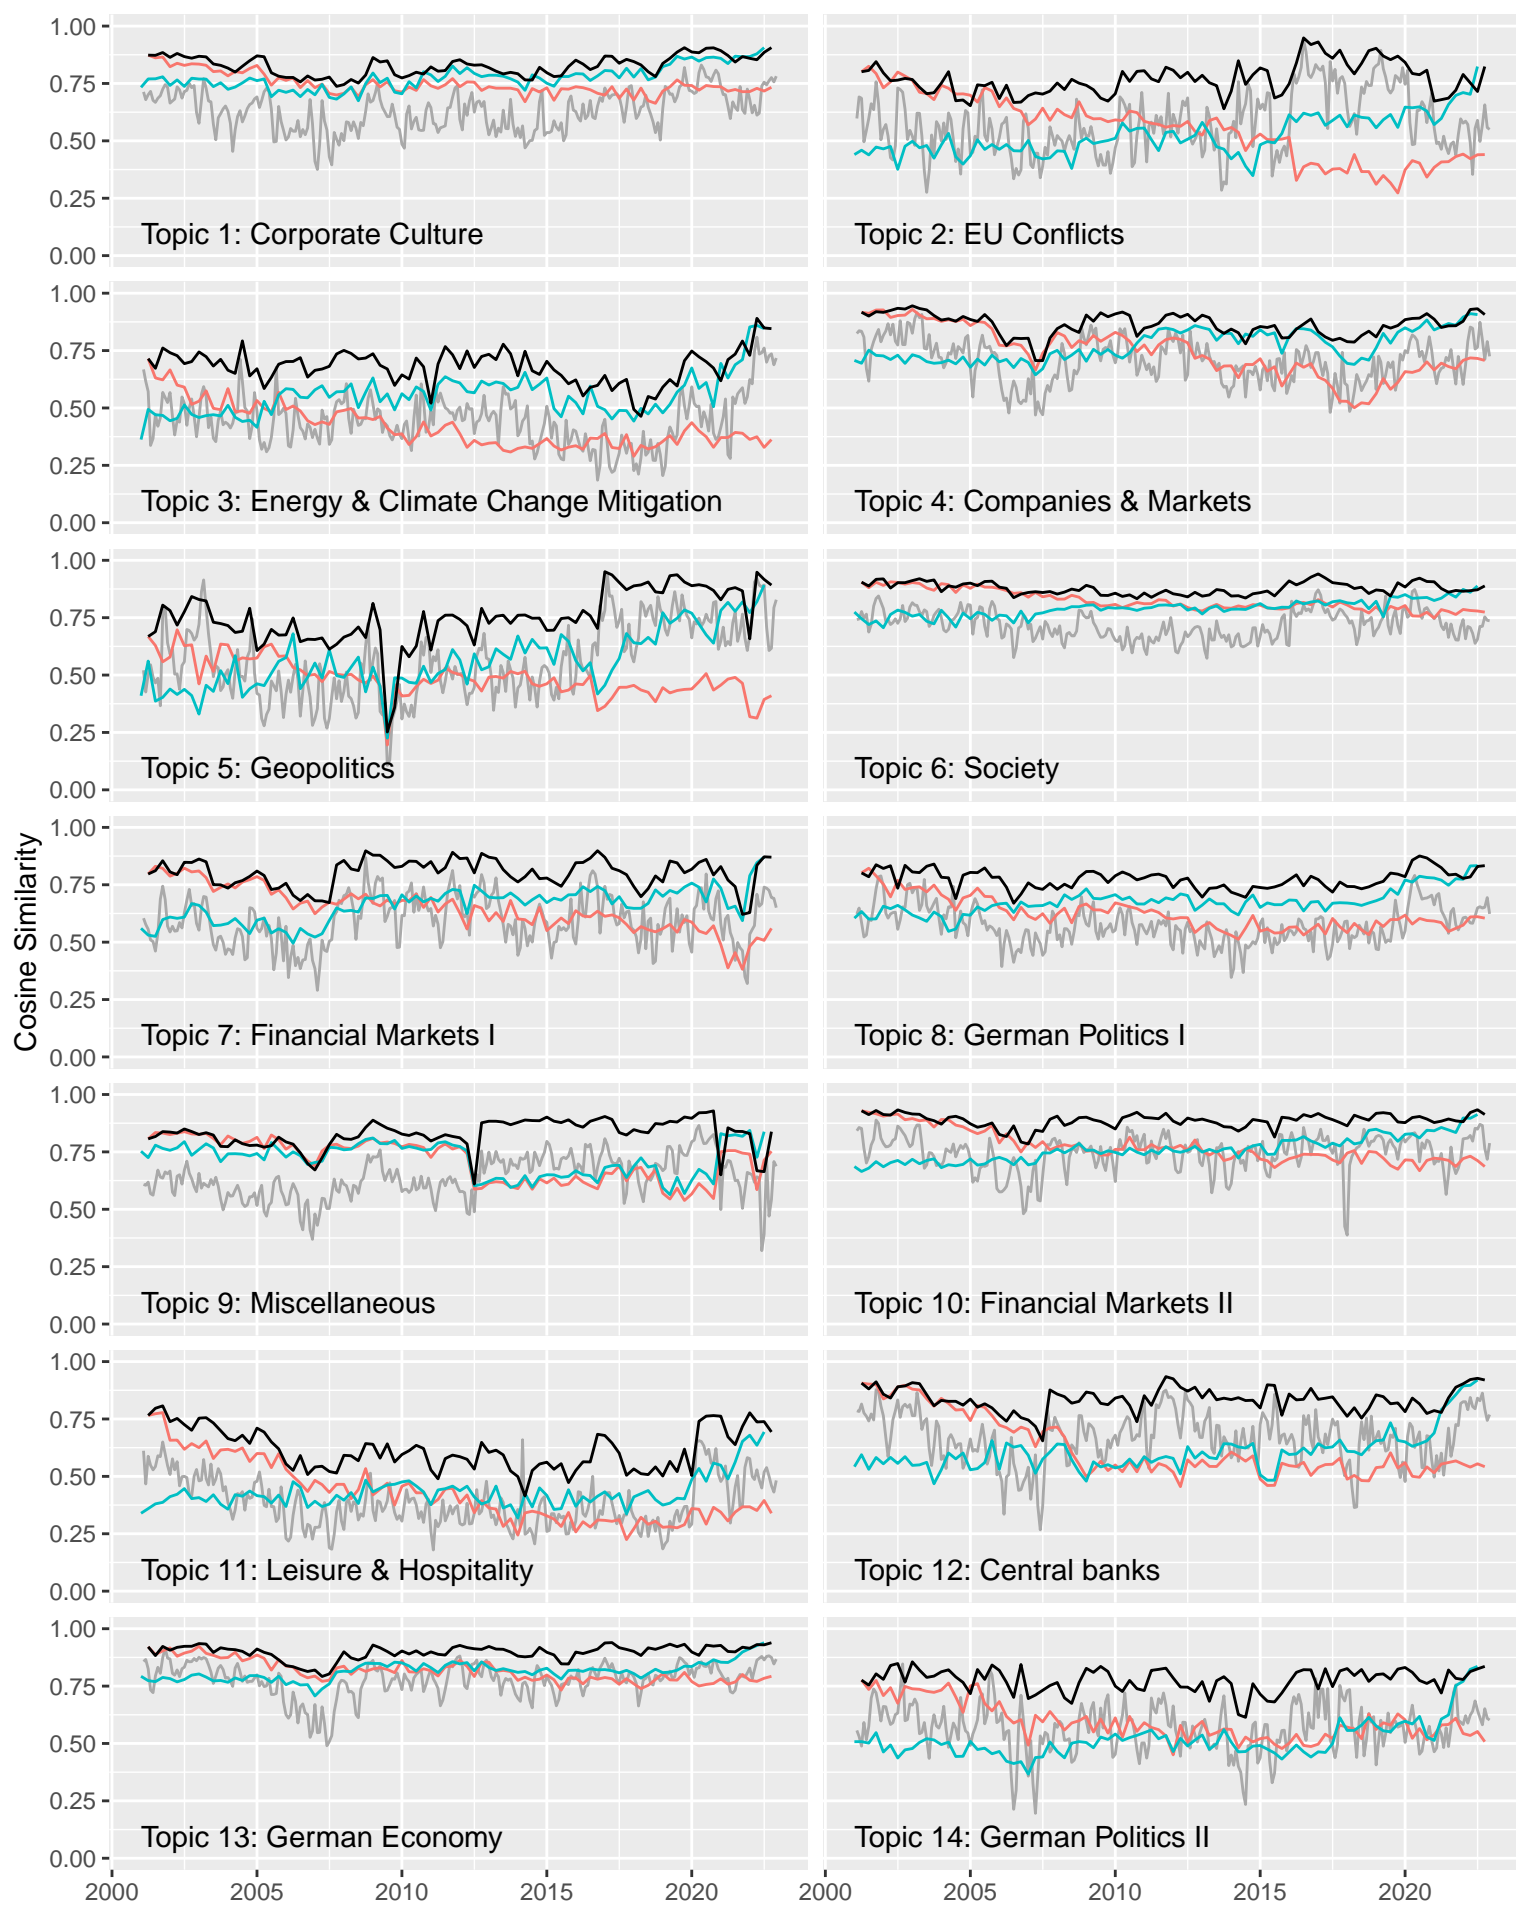 Cosine Similarity
1.00
0.75
0.50
0.25
0.00
Topic 1: Corporate Culture
Topic 2: EU Conflicts
1.00
0.75
0.50
0.25
0.00
Topic 3: Energy & Climate Change Mitigation
Topic 4: Companies & Markets
1.00
0.75
0.50
0.25
0.00
Topic 5: Geopolitics
Topic 6: Society
1.00
0.75
0.50
0.25
0.00
Topic 7: Financial Markets I
Topic 8: German Politics I
1.00
0.75
0.50
0.25
0.00
Topic 9: Miscellaneous
Topic 10: Financial Markets II
1.00
0.75
0.50
0.25
0.00
Topic 11: Leisure & Hospitality
Topic 12: Central banks
1.00
0.75
0.50
0.25
0.00
Topic 13: German Economy
Topic 14: German Politics II
2000 2005 2010 2015 2020
2000 2005 2010 2015 2020